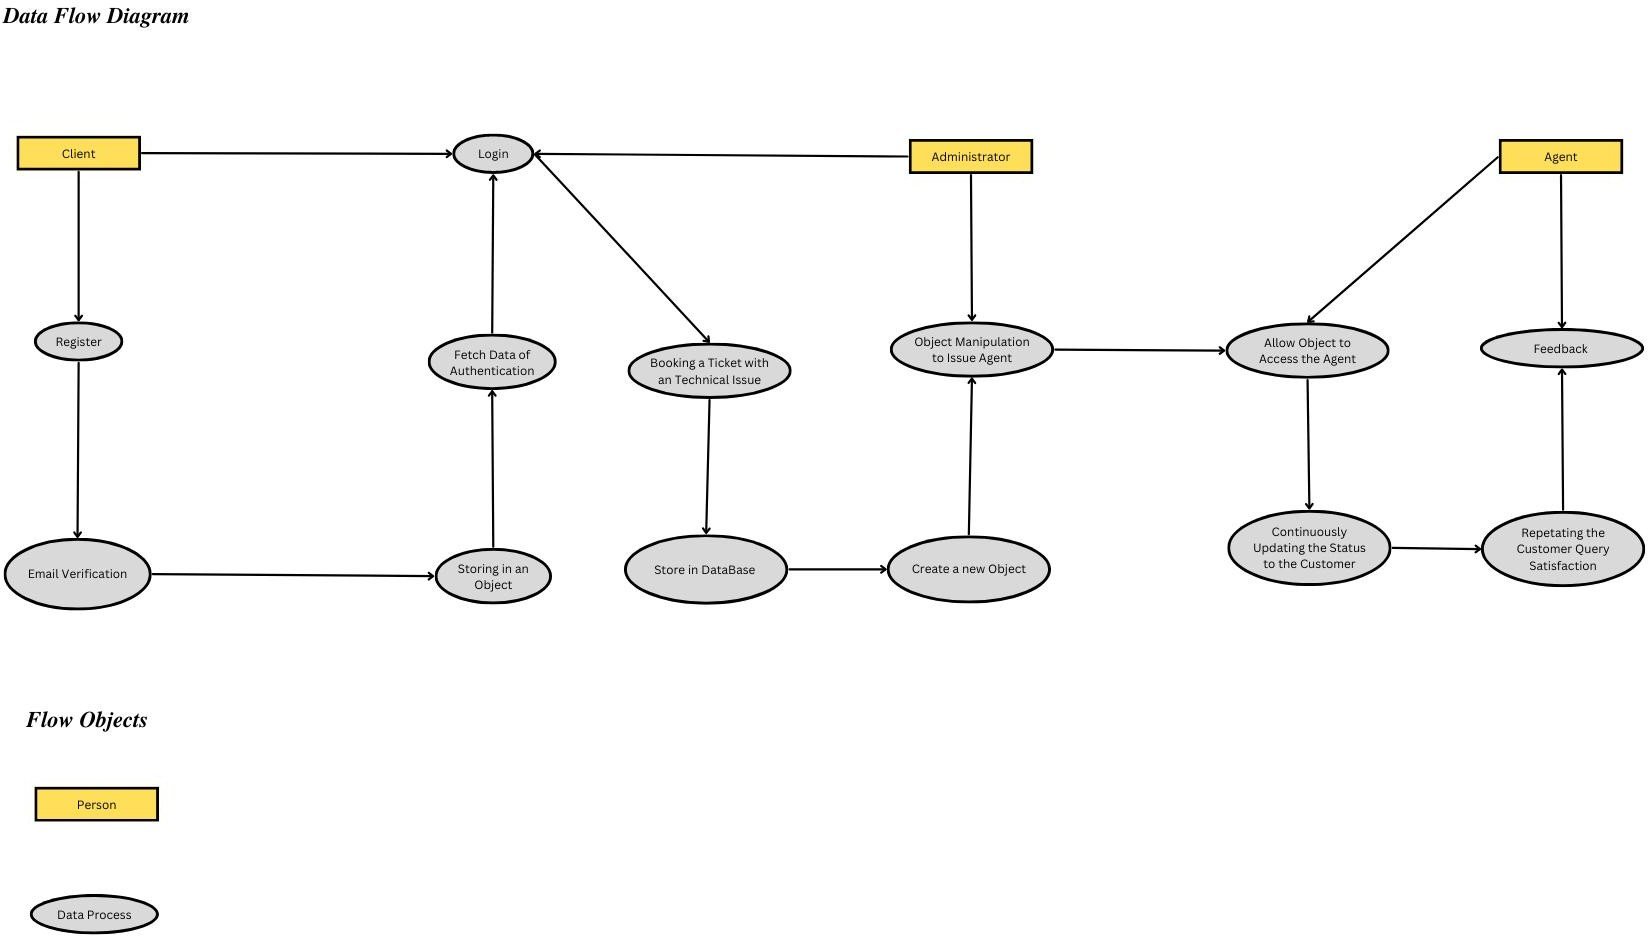 Data Flow Diagram
Client
Login
Administrator
Agent
Register
Fetch Data of
Authentication
Booking a Ticket with
an Technical Issue
Object Manipulation
to Issue Agent
Allow Object to
Access the Agent
Feedback
Email Verification
Storing in an
Object
Store in DataBase
Create a new Object
Continuously
Updating the Status
to the Customer
Repetating the
Customer Query
Satisfaction
Flow Objects
Person
Data Process